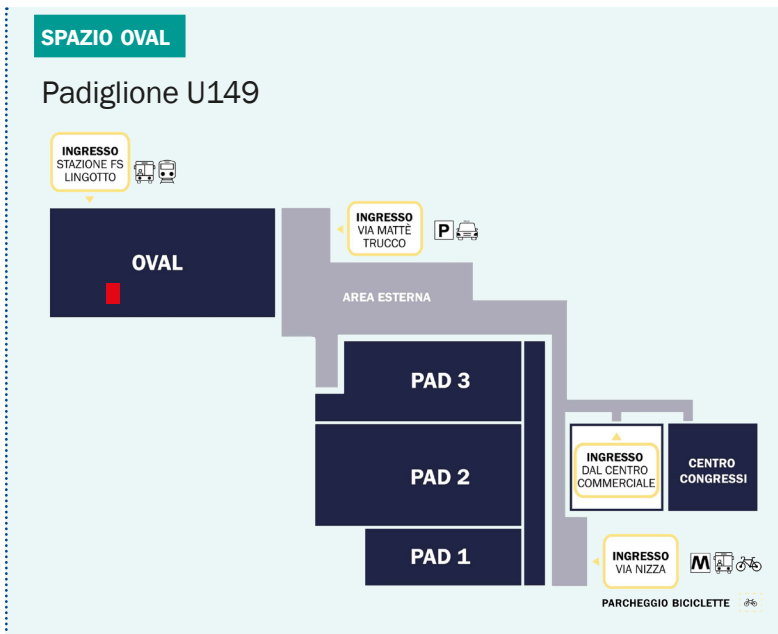 SPAZIO OVAL
Padiglione U149
INGRESSO
STAZIONE FS
LINGOTTO
INGRESSO
VIA MATTÈ
TRUCCO
P
OVAL
AREA ESTERNA
PAD 3
PAD 2
PAD 1
INGRESSO
DAL CENTRO
COMMERCIALE
CENTRO
CONGRESSI
INGRESSO
VIA NIZZA
M
PARCHEGGIO BICICLETTE